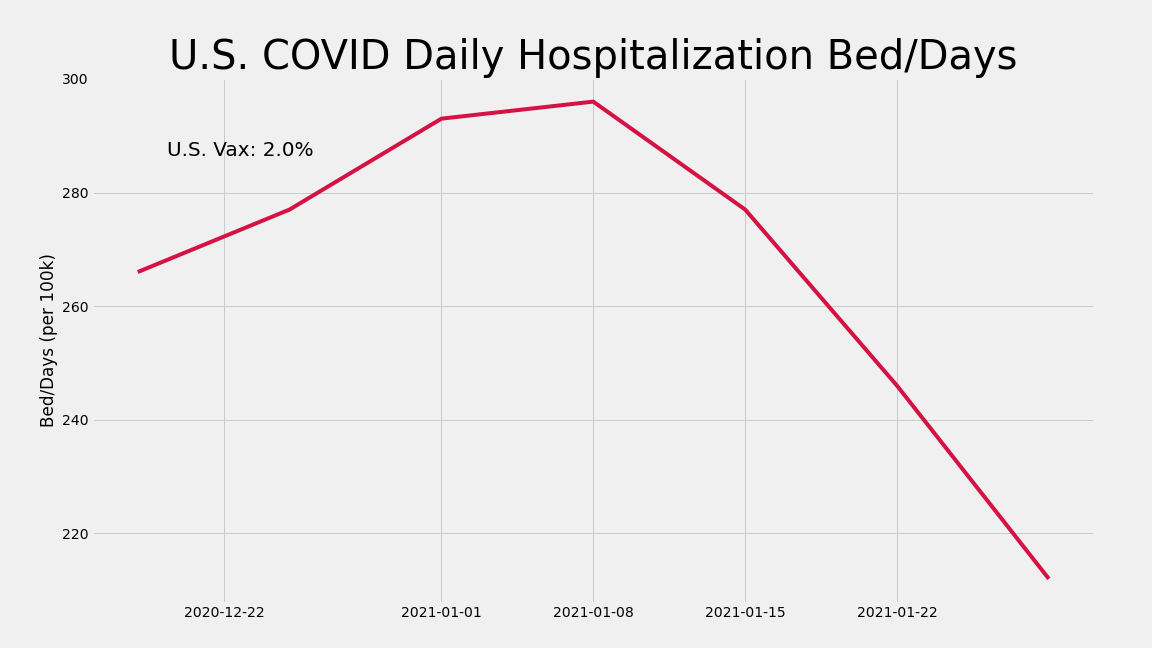 U.S. COVID Daily Hospitalization Bed/Days
300
U.S. Vax: 2.0%
280
260
Bed/Days (per 100k)
240
220
2020-12-22 2021-01-01 2021-01-08 2021-01-15 2021-01-22